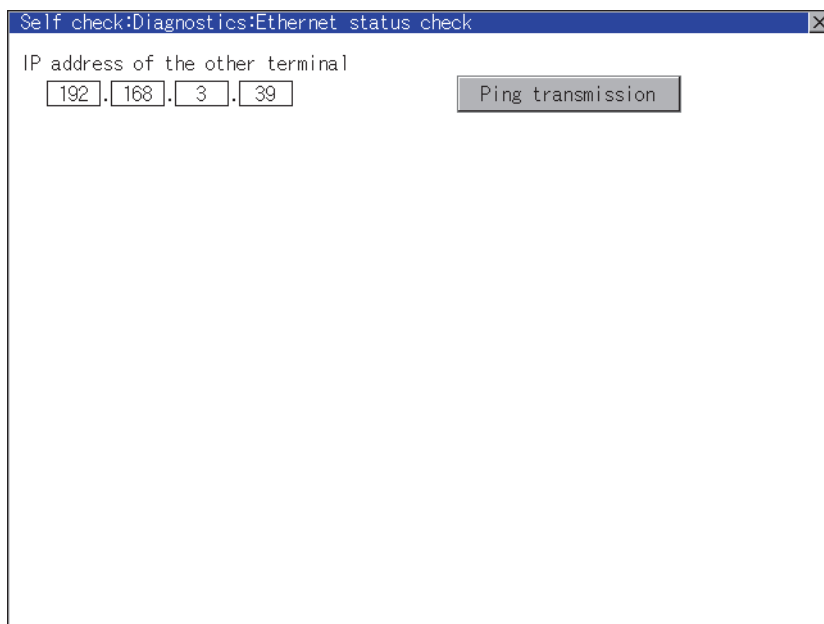 Self check:Diagnostics:Ethernet status check
IP address of the other terminal
192.168.3.39 Ping transmission